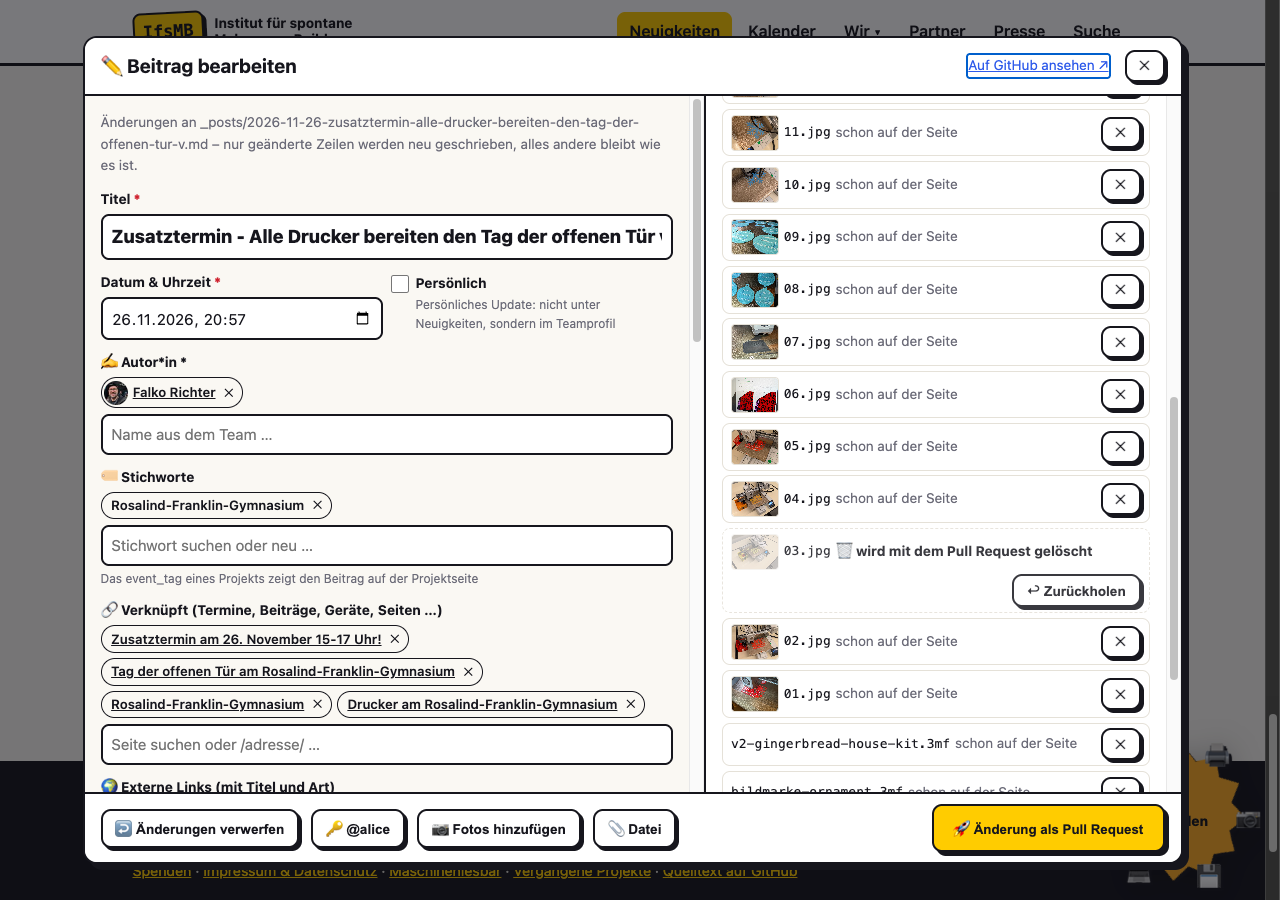 IfsMB
Institut für spontane
Neuigkeiten Kalender Wir ▾ Partner Presse Suche
✏️ Beitrag bearbeiten
Auf GitHub ansehen ↗
×
Änderungen an _posts/2026-11-26-zusatztermin-alle-drucker-bereiten-den-tag-der-
offenen-tur-v.md – nur geänderte Zeilen werden neu geschrieben, alles andere bleibt wie
es ist.
Titel *
Zusatztermin - Alle Drucker bereiten den Tag der offenen Tür
Datum & Uhrzeit *
26.11.2026, 20:57
Persönlich
Persönliches Update: nicht unter
Neuigkeiten, sondern im Teamprofil
✍️ Autor*in *
Falko Richter ×
Name aus dem Team ...
🏷️ Stichworte
Rosalind-Franklin-Gymnasium ×
Stichwort suchen oder neu ...
Das event_tag eines Projekts zeigt den Beitrag auf der Projektseite
🔗 Verknüpft (Termine, Beiträge, Geräte, Seiten ...)
Zusatztermin am 26. November 15-17 Uhr! ×
Tag der offenen Tür am Rosalind-Franklin-Gymnasium ×
Rosalind-Franklin-Gymnasium × Drucker am Rosalind-Franklin-Gymnasium ×
Seite suchen oder /adresse/ ...
🌍 Externe Links (mit Titel und Art)
11.jpg schon auf der Seite ×
10.jpg schon auf der Seite ×
09.jpg schon auf der Seite ×
08.jpg schon auf der Seite ×
07.jpg schon auf der Seite ×
06.jpg schon auf der Seite ×
05.jpg schon auf der Seite ×
04.jpg schon auf der Seite ×
03.jpg 🗑️ wird mit dem Pull Request gelöscht
↩ Zurückholen
02.jpg schon auf der Seite ×
01.jpg schon auf der Seite ×
v2-gingerbread-house-kit.3mf schon auf der Seite ×
bildmarke-ornament.3mf schon auf der Seite ×
↩️ Änderungen verwerfen
🔑 @alice
📷 Fotos hinzufügen
📎 Datei
🚀 Änderung als Pull Request
Spenden · Impressum & Datenschutz · Maschinenlesbar · Vergangene Projekte · Quelltext auf GitHub